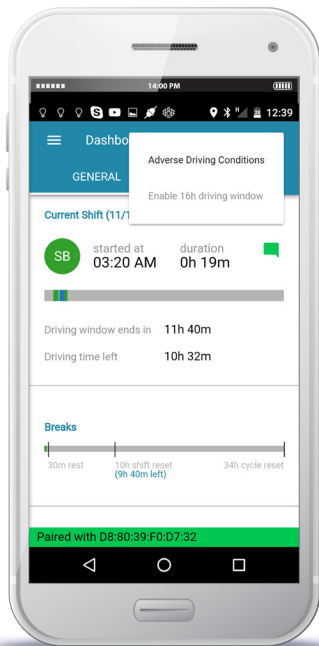 14:00 PM
12:39
Dashbo
Adverse Driving Conditions
GENERAL
Enable 16h driving window
Current Shift (11/1
SB
started at
duration
03:20 AM
0h 19m
Driving window ends in 11h 40m
Driving time left 10h 32m
Breaks
30m rest
10h shift reset
34h cycle reset
(9h 40m left)
Paired with D8:80:39:F0:D7:32